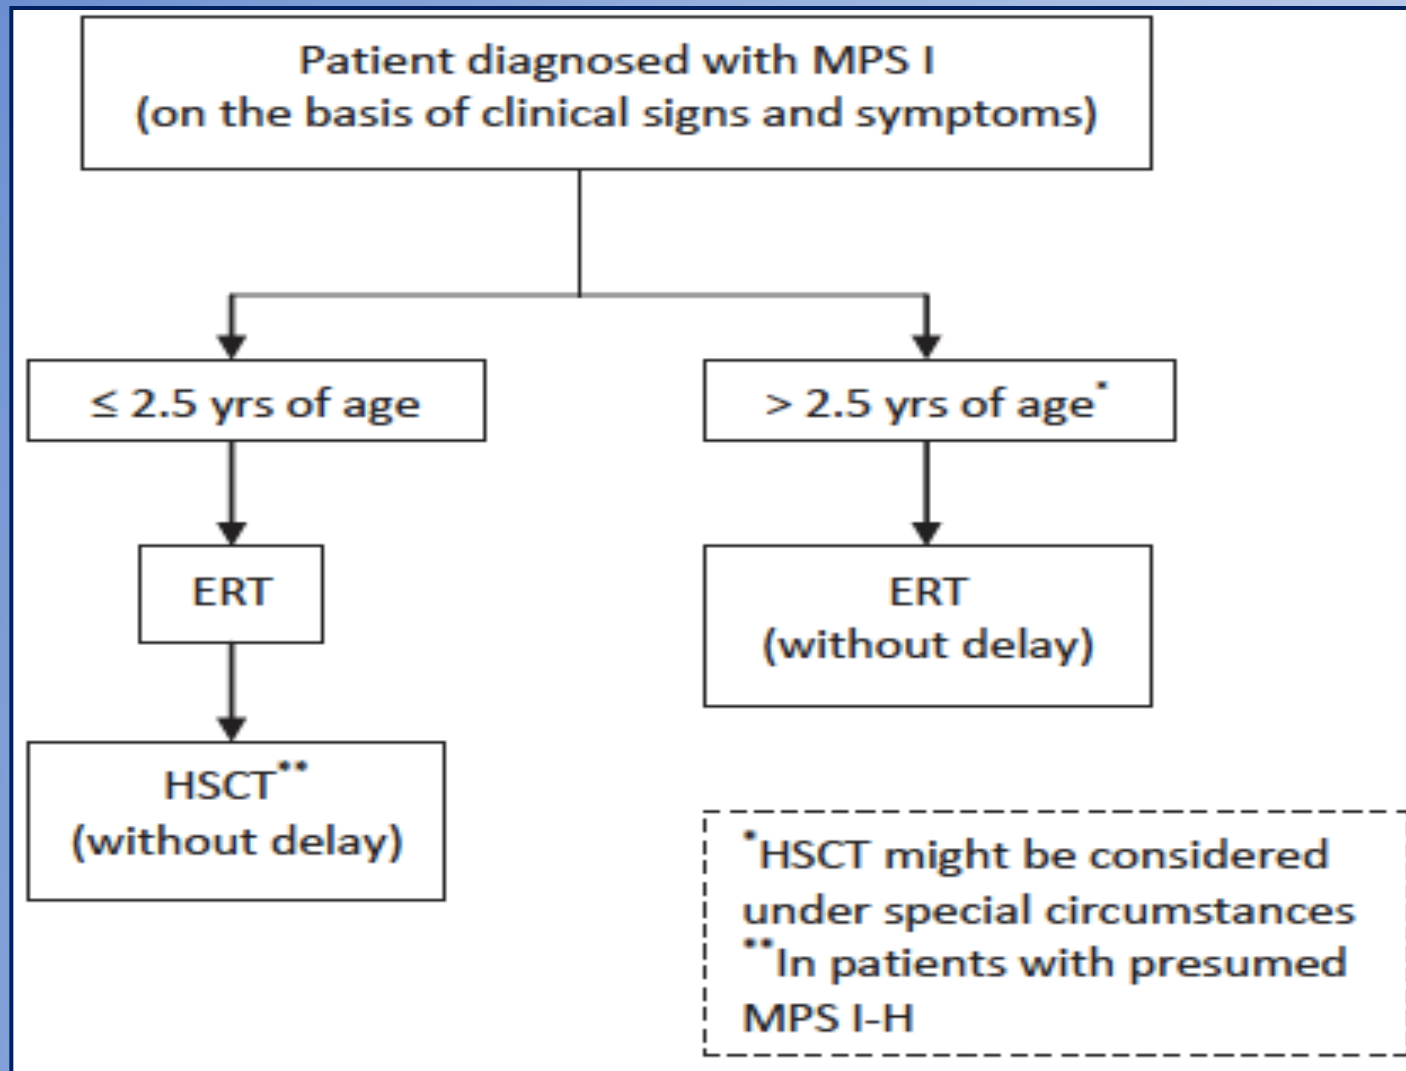 Patient diagnosed with MPS I
(on the basis of clinical signs and symptoms)
≤ 2.5 yrs of age
> 2.5 yrs of age*
ERT
ERT
(without delay)
HSCT**
(without delay)
*HSCT might be considered
under special circumstances
**In patients with presumed
MPS I-H